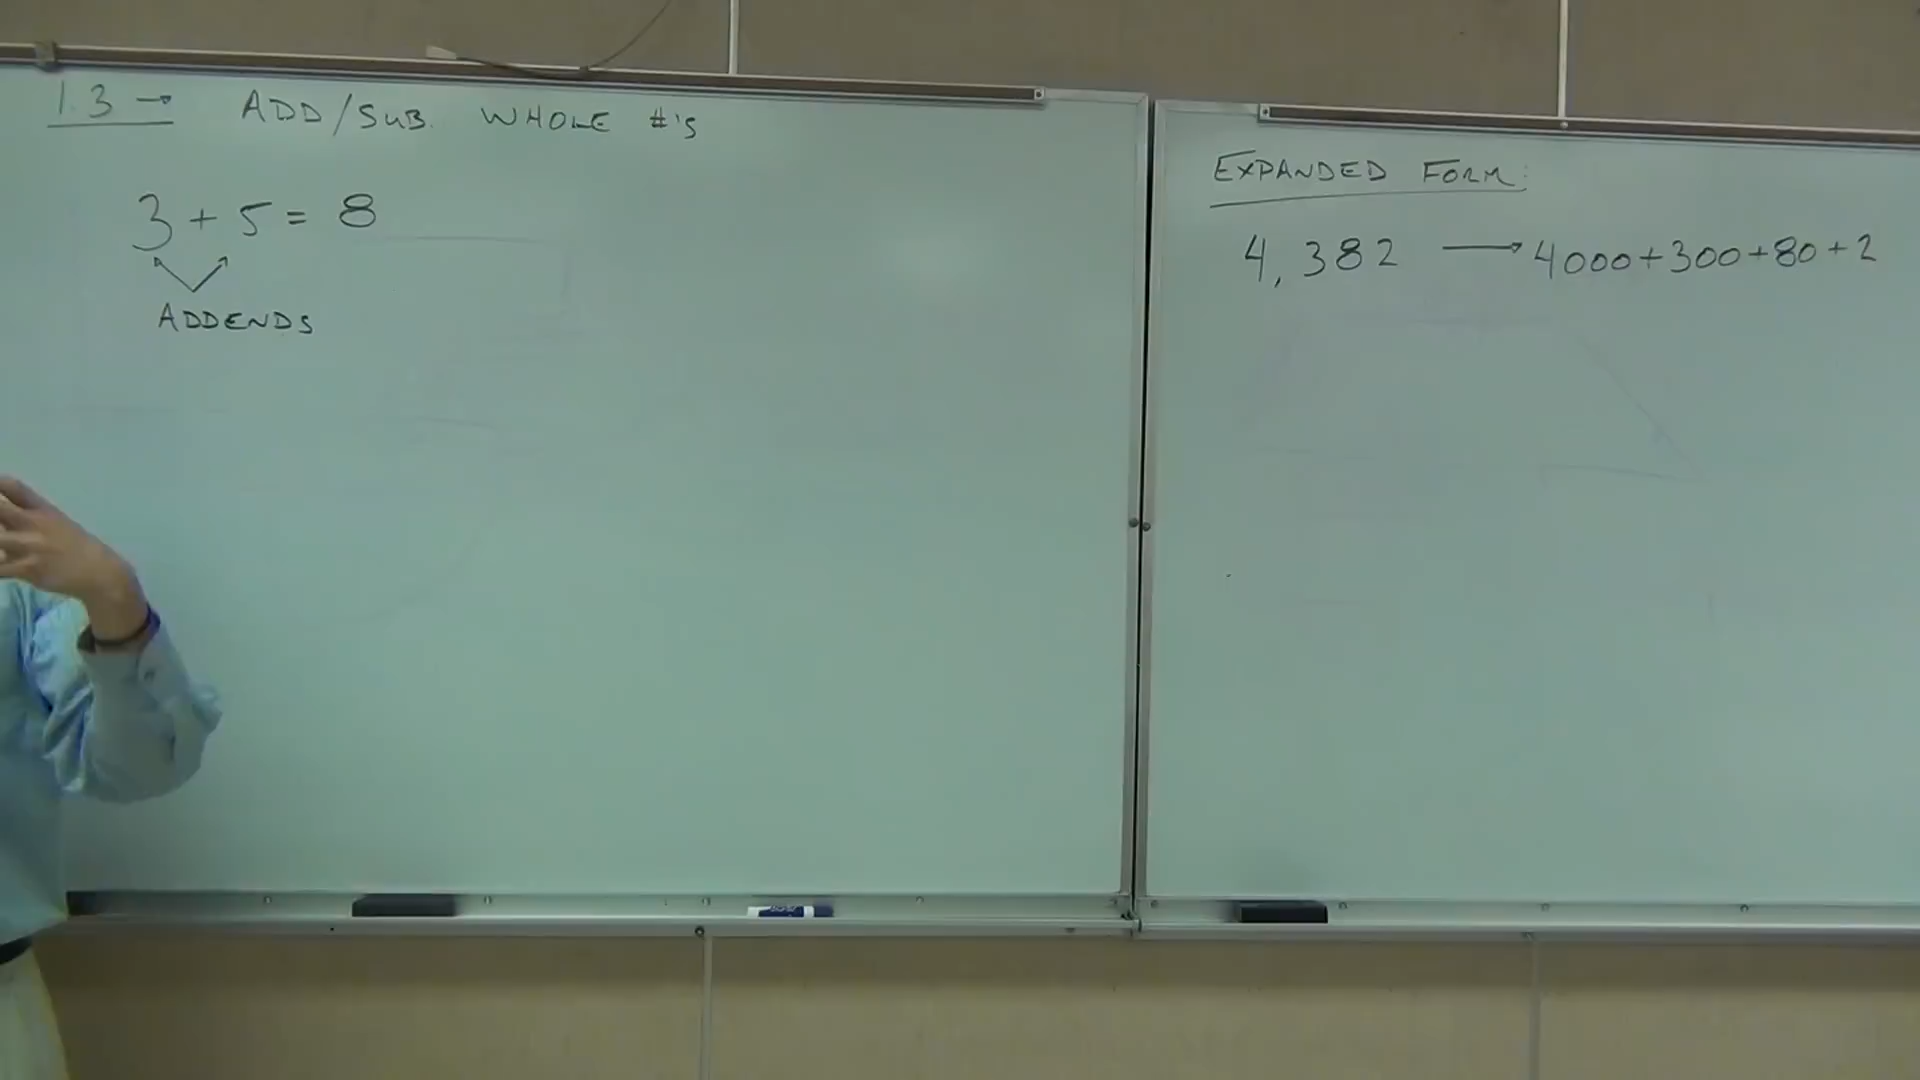 1.3 → ADD/SUB. WHOLE #'s
3 + 5 = 8
ADDENDS
EXPANDED FORM:
4,382 → 4000+300+80+2